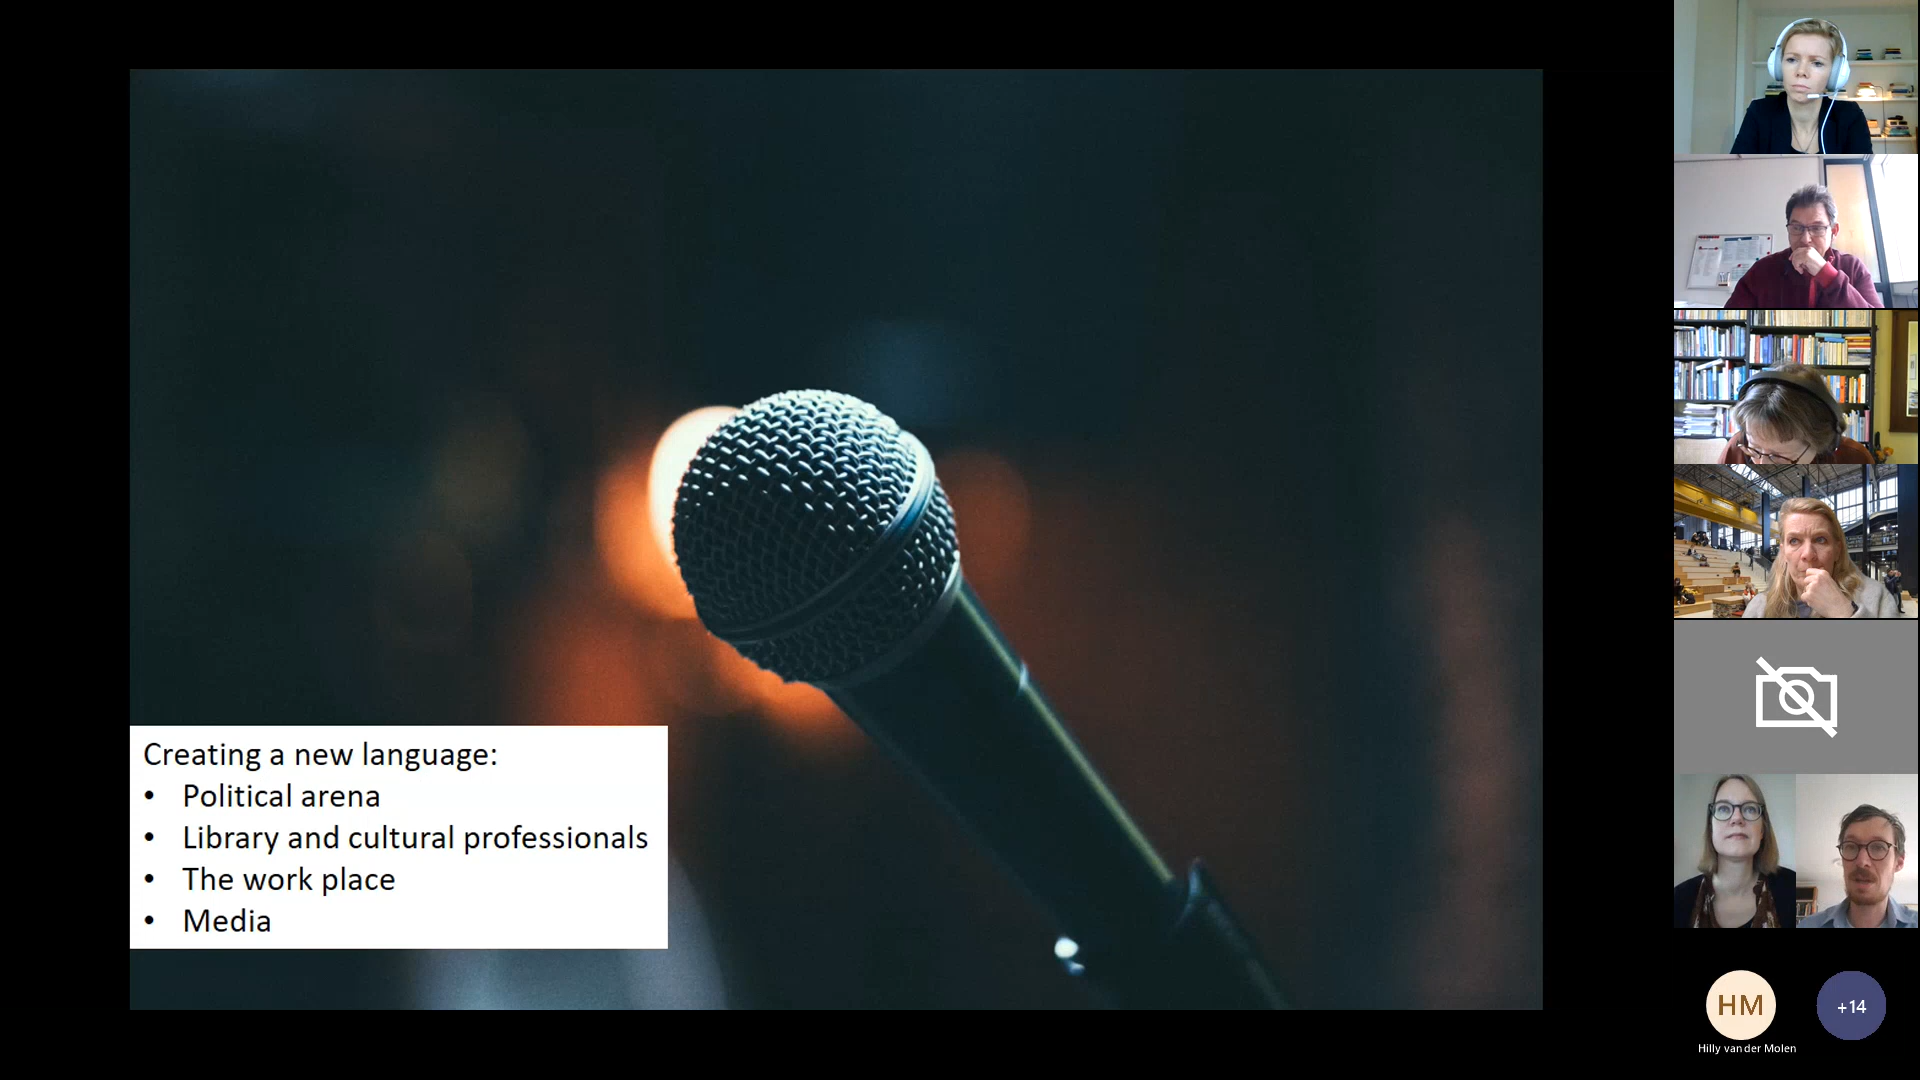 Creating a new language:
• Political arena
• Library and cultural professionals
• The work place
• Media
HM
+14
Hilly van der Molen